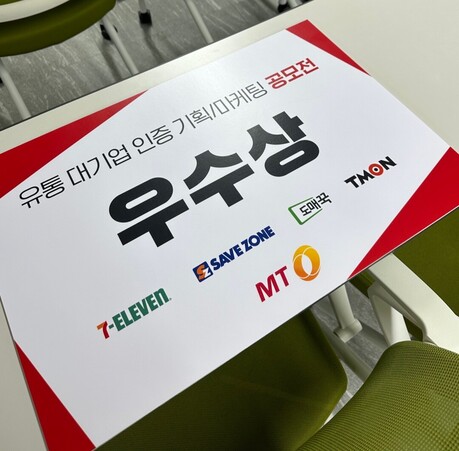 유통 대기업 인증 기획/마케팅 공모전
우수상
도매꾹
TMON
SAVE ZONE
7-ELEVEN
MT